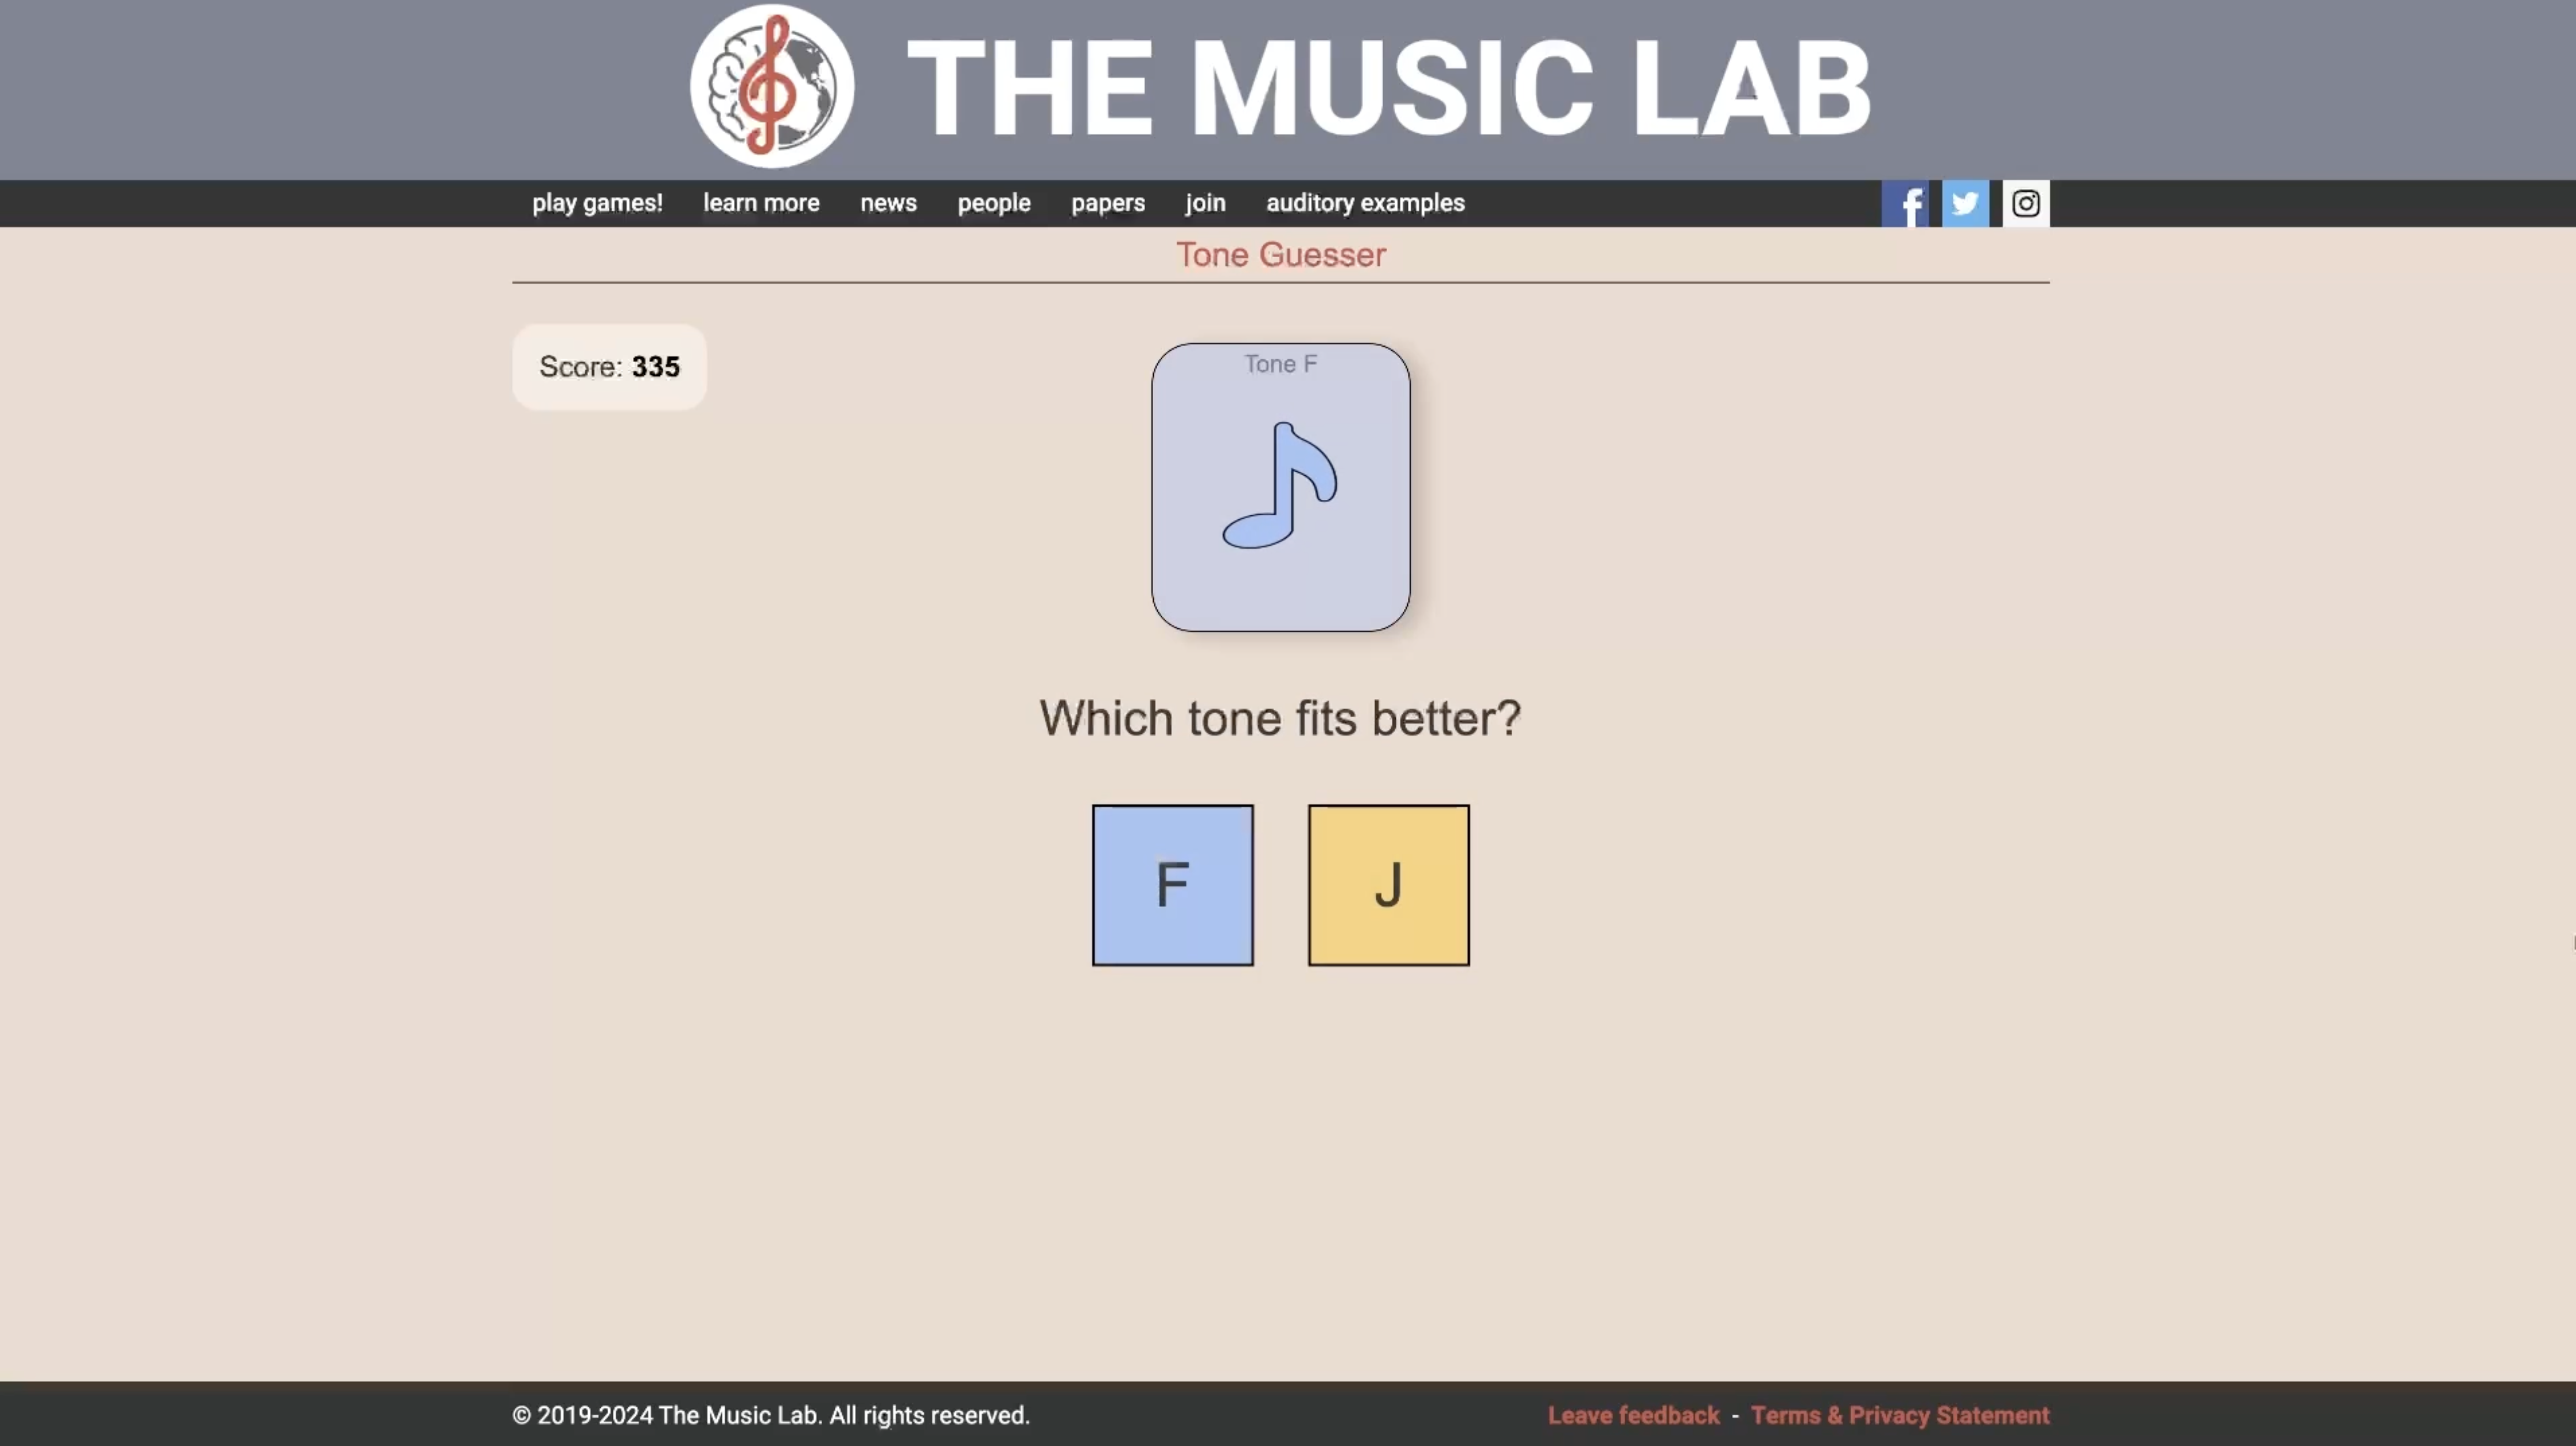 THE MUSIC LAB
play games! learn more news people papers join auditory examples
Tone Guesser
Score: 335
Tone F
Which tone fits better?
F J
© 2019-2024 The Music Lab. All rights reserved. Leave feedback - Terms & Privacy Statement